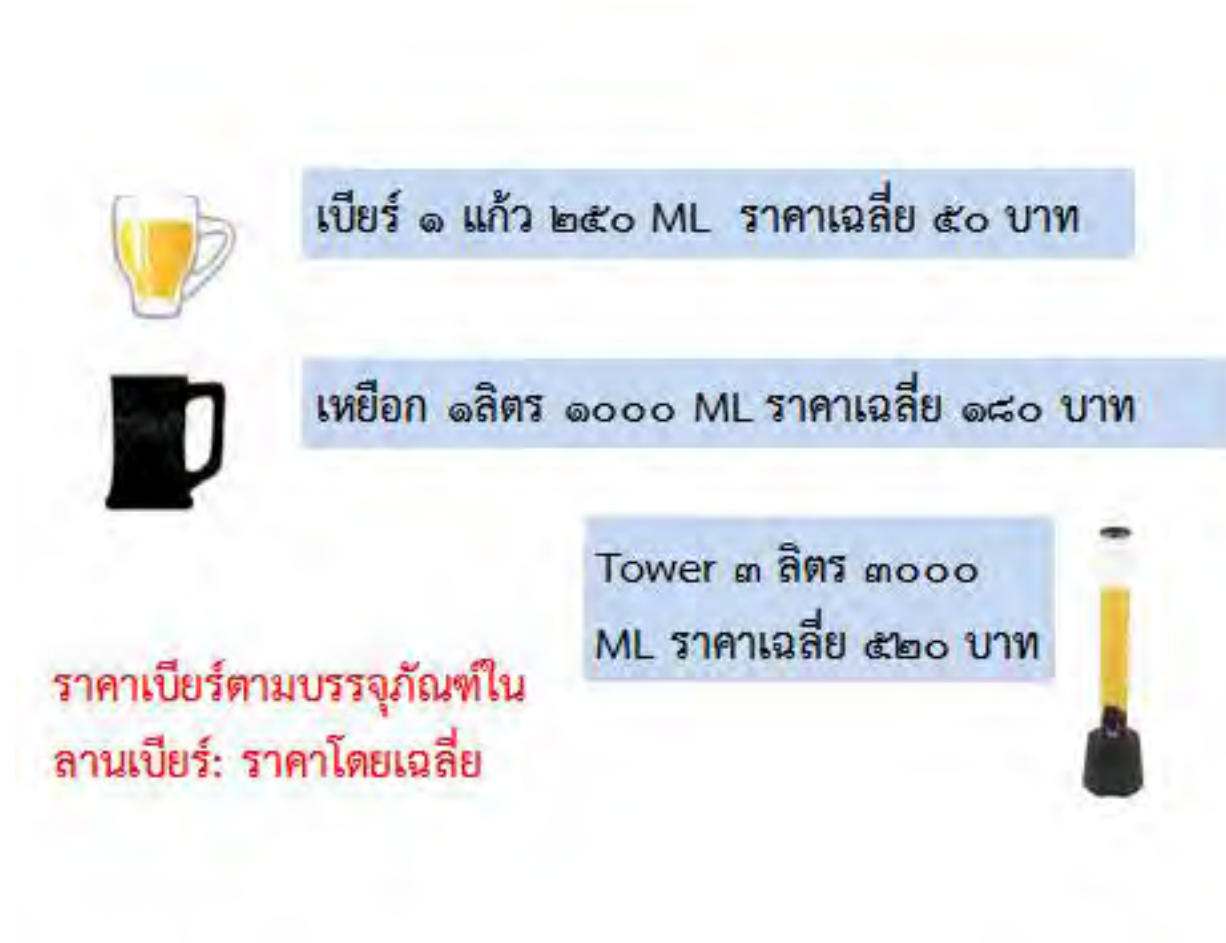 เบียร์ ๑ แก้ว ๒๕๐ ML ราคาเฉลี่ย ๕๐ บาท
เหยือก ๑ลิตร ๑๐๐๐ ML ราคาเฉลี่ย ๑๘๐ บาท
Tower ๓ ลิตร ๓๐๐๐
ML ราคาเฉลี่ย ๕๒๐ บาท
ราคาเบียร์ตามบรรจุภัณฑ์ใน
ลานเบียร์: ราคาโดยเฉลี่ย